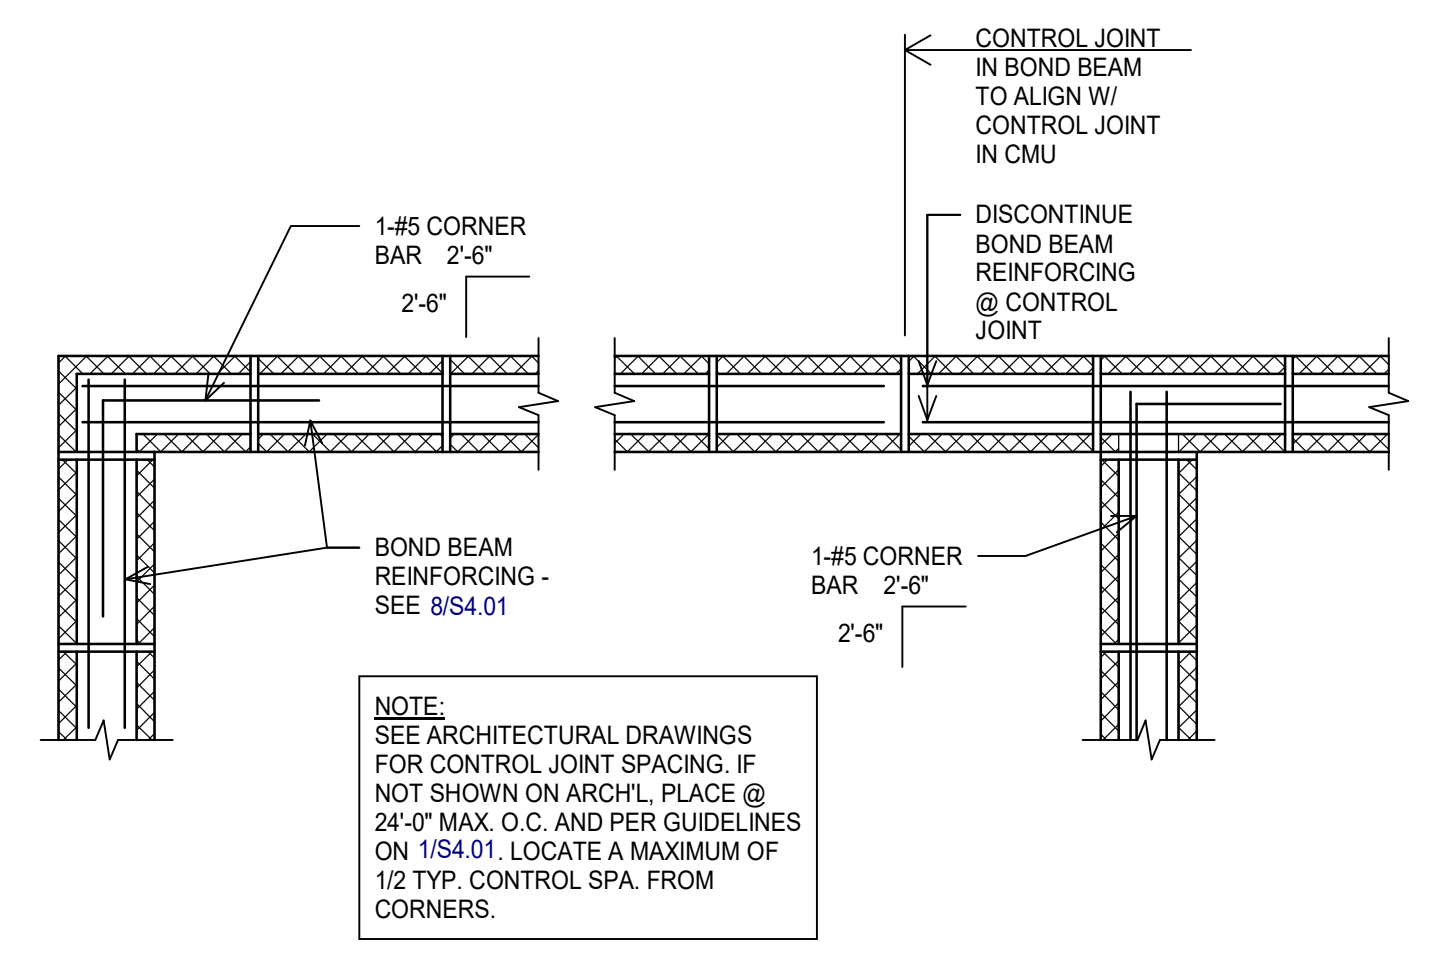 CONTROL JOINT
IN BOND BEAM
TO ALIGN W/
CONTROL JOINT
IN CMU
1-#5 CORNER
BAR 2'-6"
2'-6"
DISCONTINUE
BOND BEAM
REINFORCING
@ CONTROL
JOINT
BOND BEAM
REINFORCING -
SEE 8/S4.01
1-#5 CORNER
BAR 2'-6"
2'-6"
NOTE:
SEE ARCHITECTURAL DRAWINGS
FOR CONTROL JOINT SPACING. IF
NOT SHOWN ON ARCH'L, PLACE @
24'-0" MAX. O.C. AND PER GUIDELINES
ON 1/S4.01. LOCATE A MAXIMUM OF
1/2 TYP. CONTROL SPA. FROM
CORNERS.